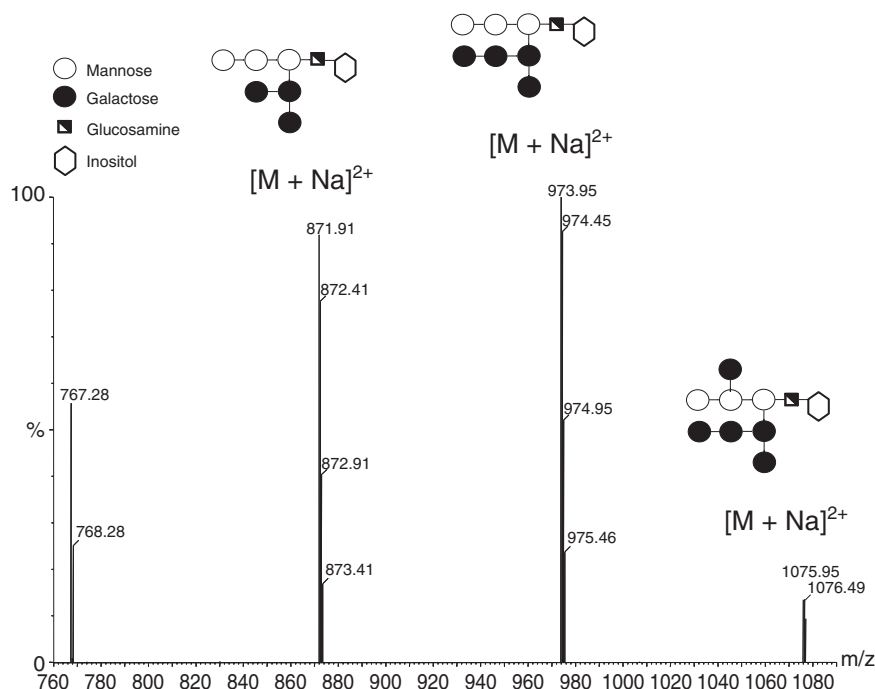 Mannose
Galactose
Glucosamine
Inositol
[M + Na]²⁺
[M + Na]²⁺
[M + Na]²⁺
100
%
0
767.28
768.28
871.91
872.41
872.91
873.41
973.95
974.45
974.95
975.46
1075.95
1076.49
760 780 800 820 840 860 880 900 920 940 960 980 1000 1020 1040 1060 1080 m/z